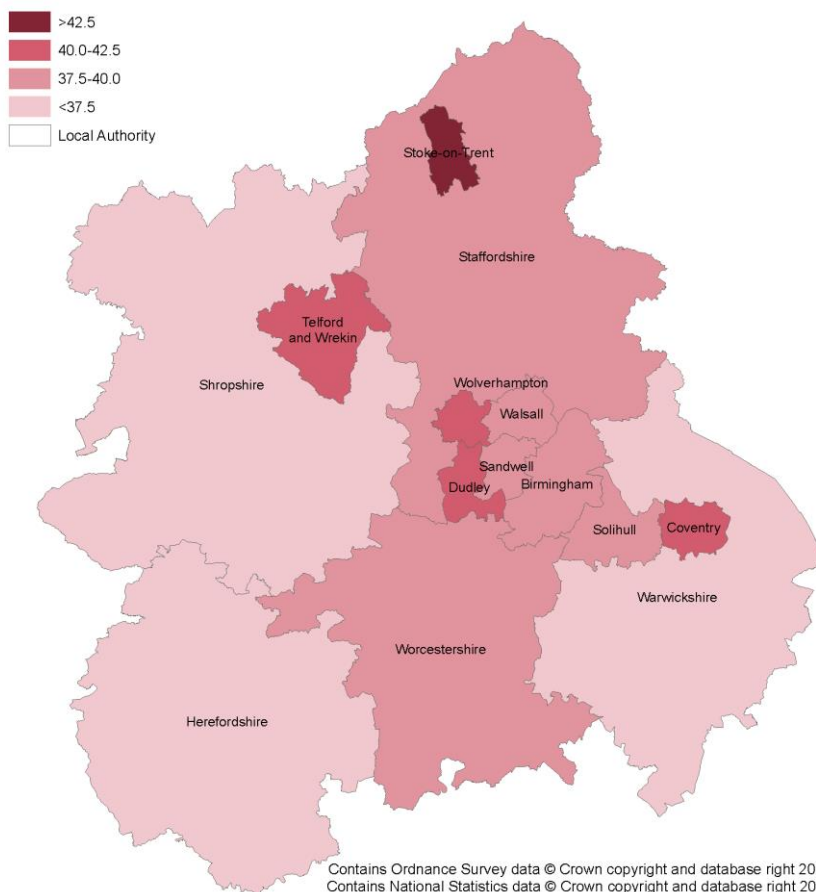 >42.5
40.0-42.5
37.5-40.0
<37.5
Local Authority
Stoke-on-Trent
Staffordshire
Telford
and Wrekin
Shropshire
Wolverhampton
Walsall
Sandwell
Dudley
Birmingham
Solihull
Coventry
Warwickshire
Worcestershire
Herefordshire
Contains Ordnance Survey data © Crown copyright and database right 20
Contains National Statistics data © Crown copyright and database right 20